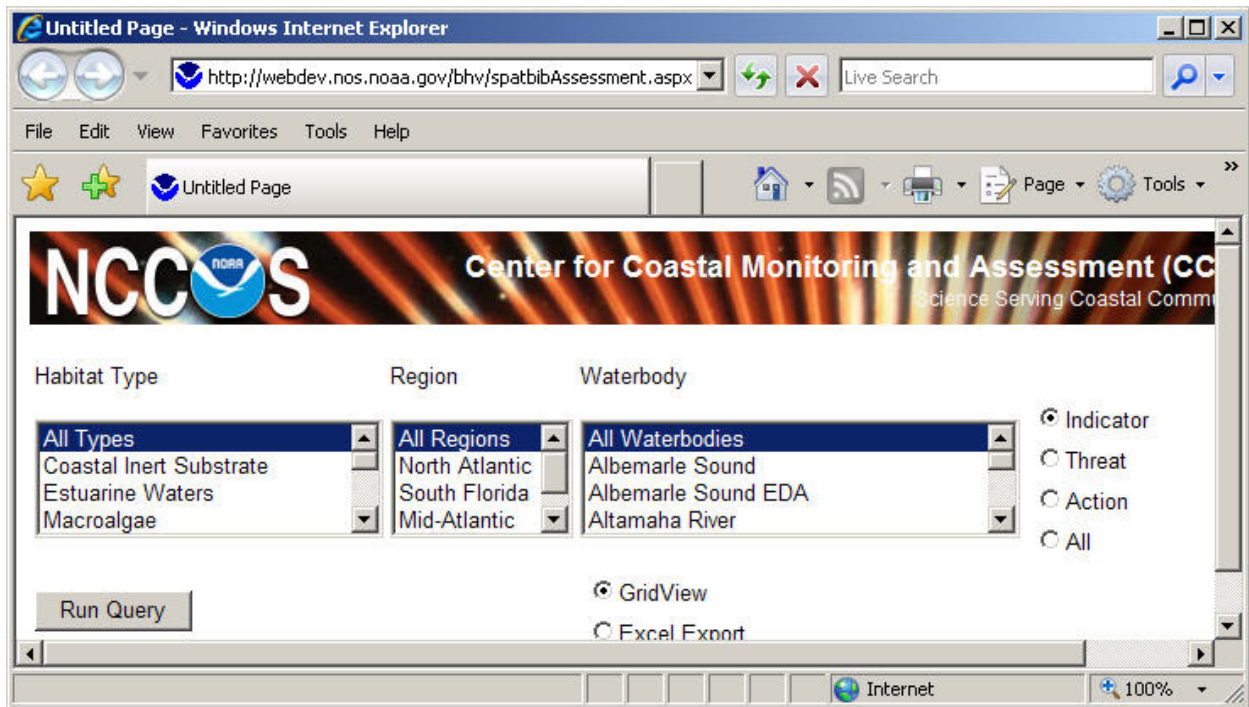 Untitled Page - Windows Internet Explorer
http://webdev.nos.noaa.gov/bhv/spatbibAssessment.aspx
Live Search
File Edit View Favorites Tools Help
Untitled Page
Page Tools »
NCCOS
NOAA
Center for Coastal Monitoring and Assessment (CC
Science Serving Coastal Commu
Habitat Type Region Waterbody
All Types
Coastal Inert Substrate
Estuarine Waters
Macroalgae
All Regions
North Atlantic
South Florida
Mid-Atlantic
All Waterbodies
Albemarle Sound
Albemarle Sound EDA
Altamaha River
Indicator
Threat
Action
All
Run Query
GridView
Excel Export
Internet
100%